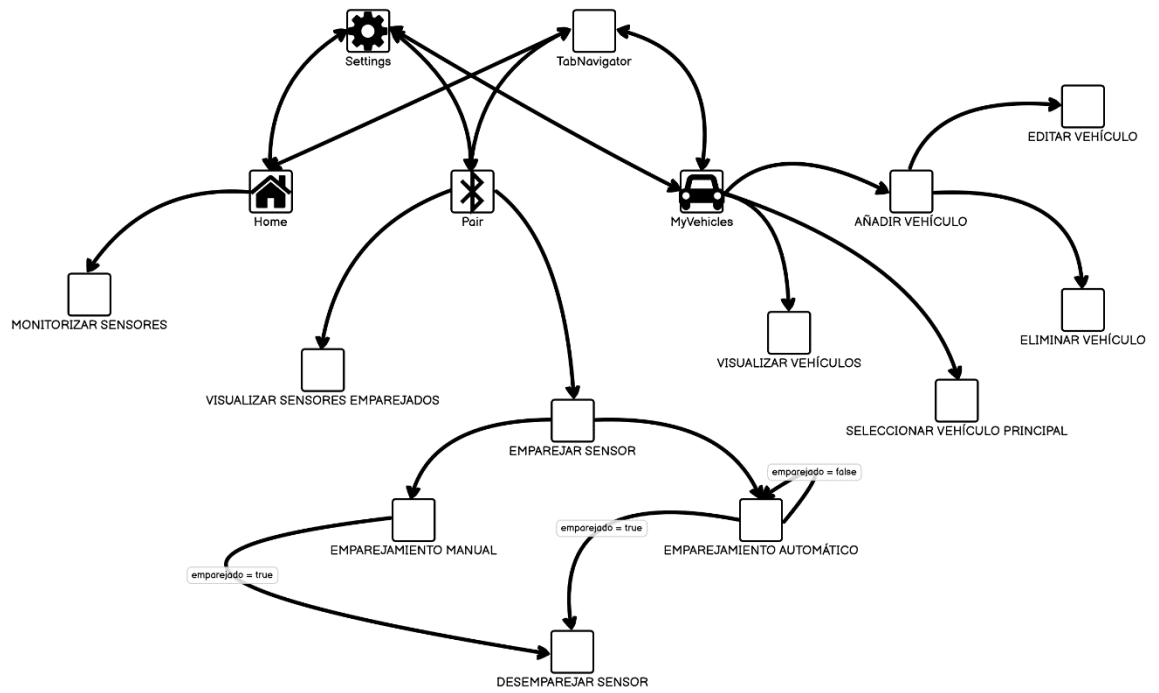 Settings
TabNavigator
EDITAR VEHÍCULO
Home
Pair
MyVehicles
AÑADIR VEHÍCULO
MONITORIZAR SENSORES
ELIMINAR VEHÍCULO
VISUALIZAR VEHÍCULOS
VISUALIZAR SENSORES EMPAREJADOS
SELECCIONAR VEHÍCULO PRINCIPAL
EMPAREJAR SENSOR
emparejado = false
emparejado = true
EMPAREJAMIENTO MANUAL
EMPAREJAMIENTO AUTOMÁTICO
emparejado = true
DESEMPAREJAR SENSOR